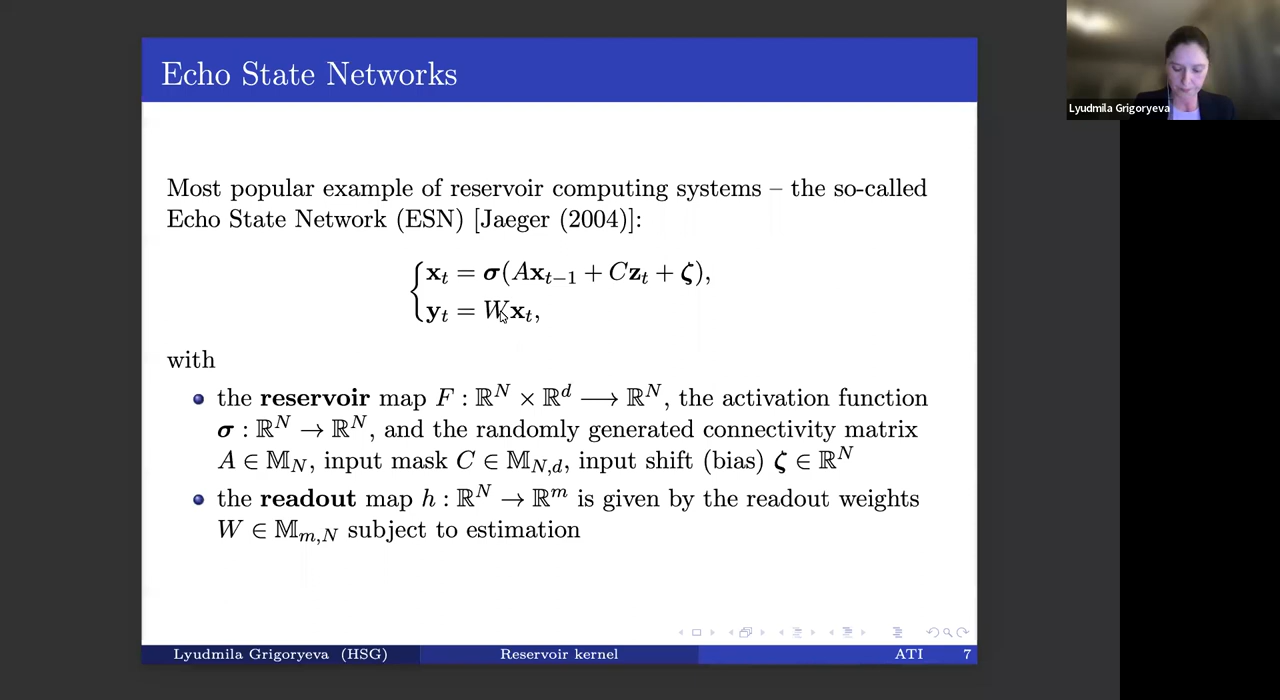 Echo State Networks
Lyudmila Grigoryeva
Most popular example of reservoir computing systems – the so-called
Echo State Network (ESN) [Jaeger (2004)]:
{ 𝐱ₜ = 𝛔(A𝐱ₜ₋₁ + C𝐳ₜ + 𝛇),
𝐲ₜ = W𝐱ₜ,
with
the reservoir map F : ℝᴺ × ℝᵈ ⟶ ℝᴺ, the activation function
𝛔 : ℝᴺ → ℝᴺ, and the randomly generated connectivity matrix
A ∈ 𝕄_N, input mask C ∈ 𝕄_{N,d}, input shift (bias) 𝛇 ∈ ℝᴺ
the readout map h : ℝᴺ → ℝᵐ is given by the readout weights
W ∈ 𝕄_{m,N} subject to estimation
Lyudmila Grigoryeva (HSG) Reservoir kernel ATI 7